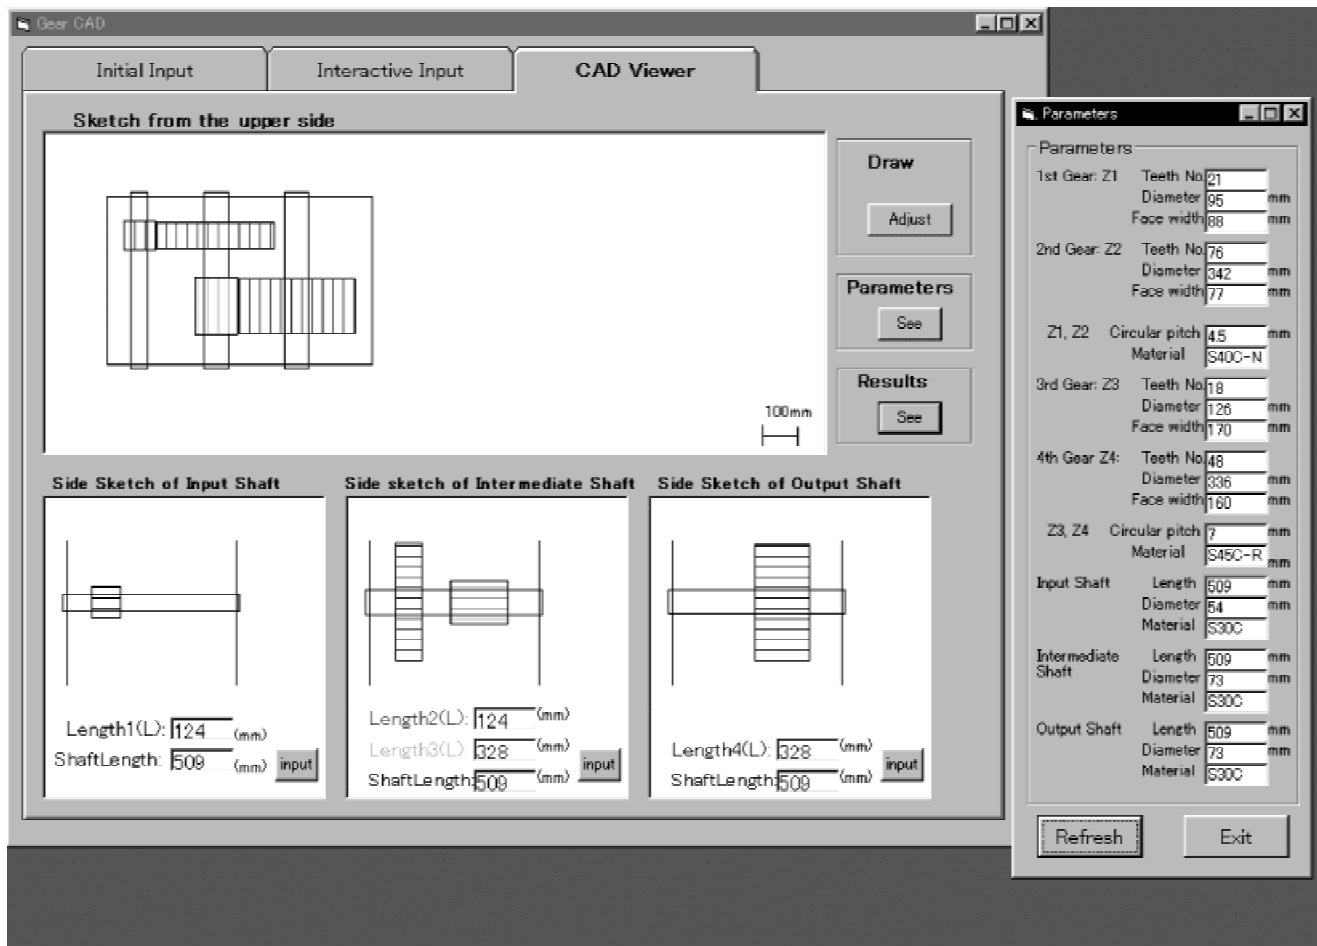 Gear CAD
Initial Input
Interactive Input
CAD Viewer
Sketch from the upper side
100mm
Draw
Adjust
Parameters
See
Results
See
Side Sketch of Input Shaft
Length1(L): 124 (mm)
ShaftLength: 509 (mm)
input
Side sketch of Intermediate Shaft
Length2(L): 124 (mm)
Length3(L) 328 (mm)
ShaftLength: 509 (mm)
input
Side Sketch of Output Shaft
Length4(L): 328 (mm)
ShaftLength: 509 (mm)
input
Parameters
Parameters
1st Gear: Z1 Teeth No. 21
Diameter 95 mm
Face width 88 mm
2nd Gear: Z2 Teeth No. 76
Diameter 342 mm
Face width 77 mm
Z1, Z2 Circular pitch 4.5 mm
Material S40C-N
3rd Gear: Z3 Teeth No. 18
Diameter 126 mm
Face width 170 mm
4th Gear Z4: Teeth No. 48
Diameter 336 mm
Face width 160 mm
Z3, Z4 Circular pitch 7 mm
Material S45C-R mm
Input Shaft Length 509 mm
Diameter 54 mm
Material S30C
Intermediate Shaft Length 509 mm
Diameter 73 mm
Material S30C
Output Shaft Length 509 mm
Diameter 73 mm
Material S30C
Refresh
Exit